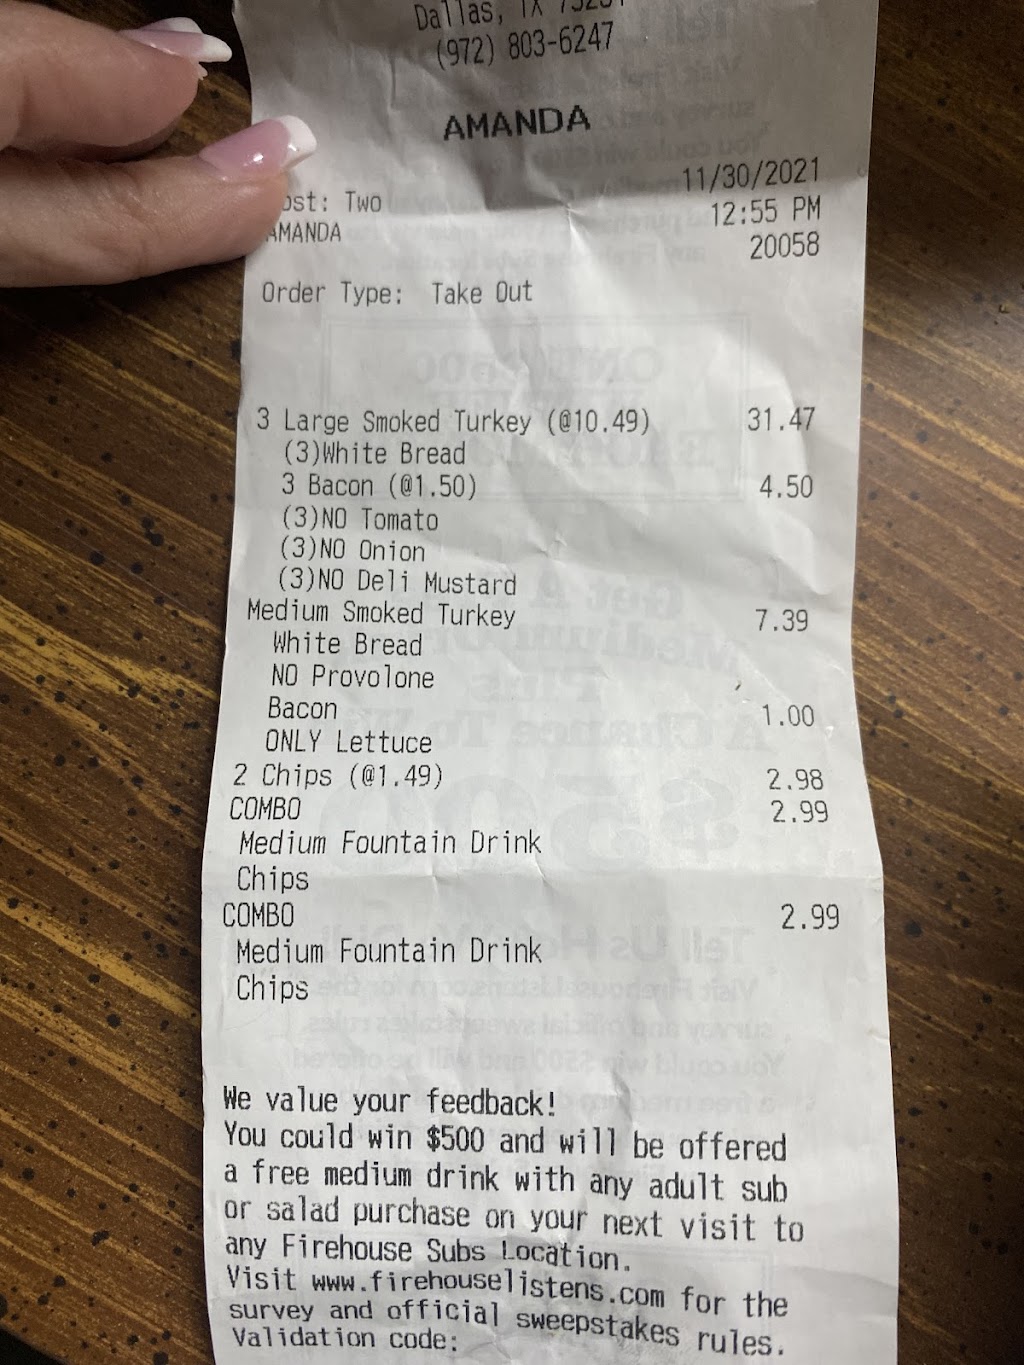 Dallas, TX
(972) 803-6247
AMANDA
11/30/2021
ost: Two 12:55 PM
AMANDA 20058
Order Type: Take Out
3 Large Smoked Turkey (@10.49) 31.47
(3)White Bread
3 Bacon (@1.50) 4.50
(3)NO Tomato
(3)NO Onion
(3)NO Deli Mustard
Medium Smoked Turkey 7.39
White Bread
NO Provolone
Bacon 1.00
ONLY Lettuce
2 Chips (@1.49) 2.98
COMBO 2.99
Medium Fountain Drink
Chips
COMBO 2.99
Medium Fountain Drink
Chips
We value your feedback!
You could win $500 and will be offered
a free medium drink with any adult sub
or salad purchase on your next visit to
any Firehouse Subs Location.
Visit www.firehouselistens.com for the
survey and official sweepstakes rules.
Validation code: